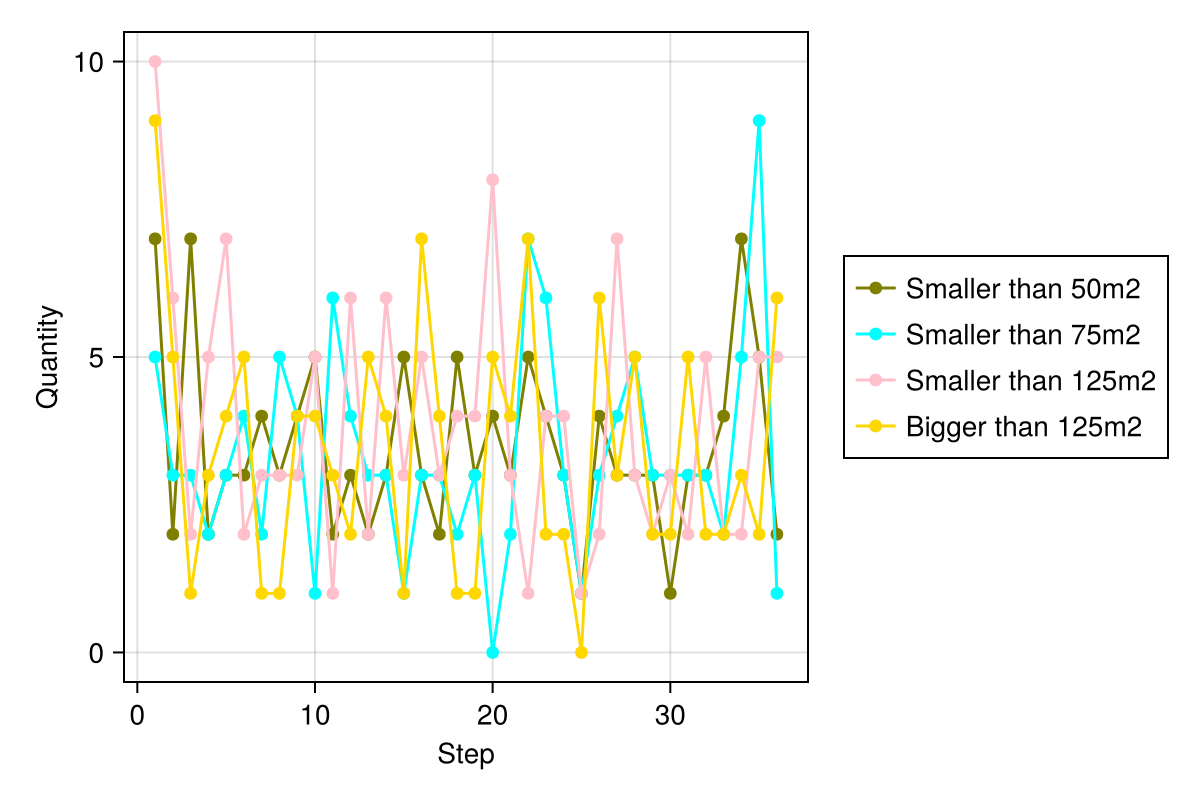 10
5
0
Quantity
0
10
20
30
Step
Smaller than 50m2
Smaller than 75m2
Smaller than 125m2
Bigger than 125m2